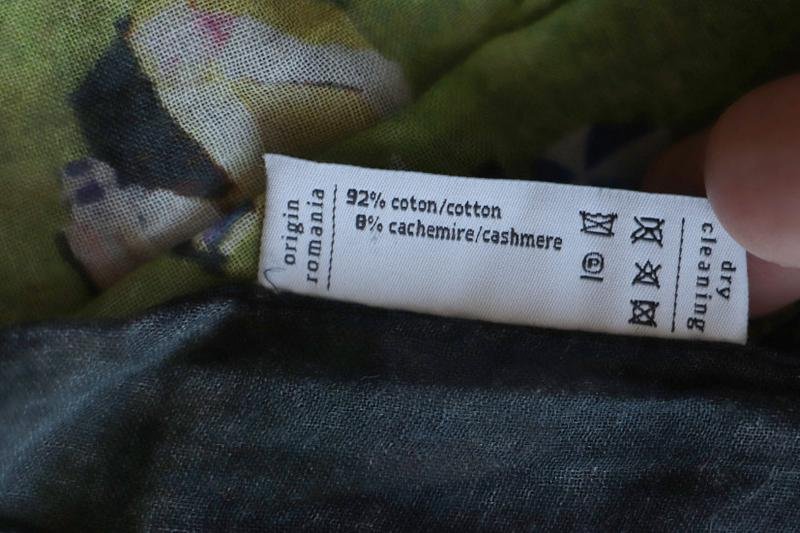 origin
romania
92% coton/cotton
8% cachemire/cashmere
P
dry
cleaning